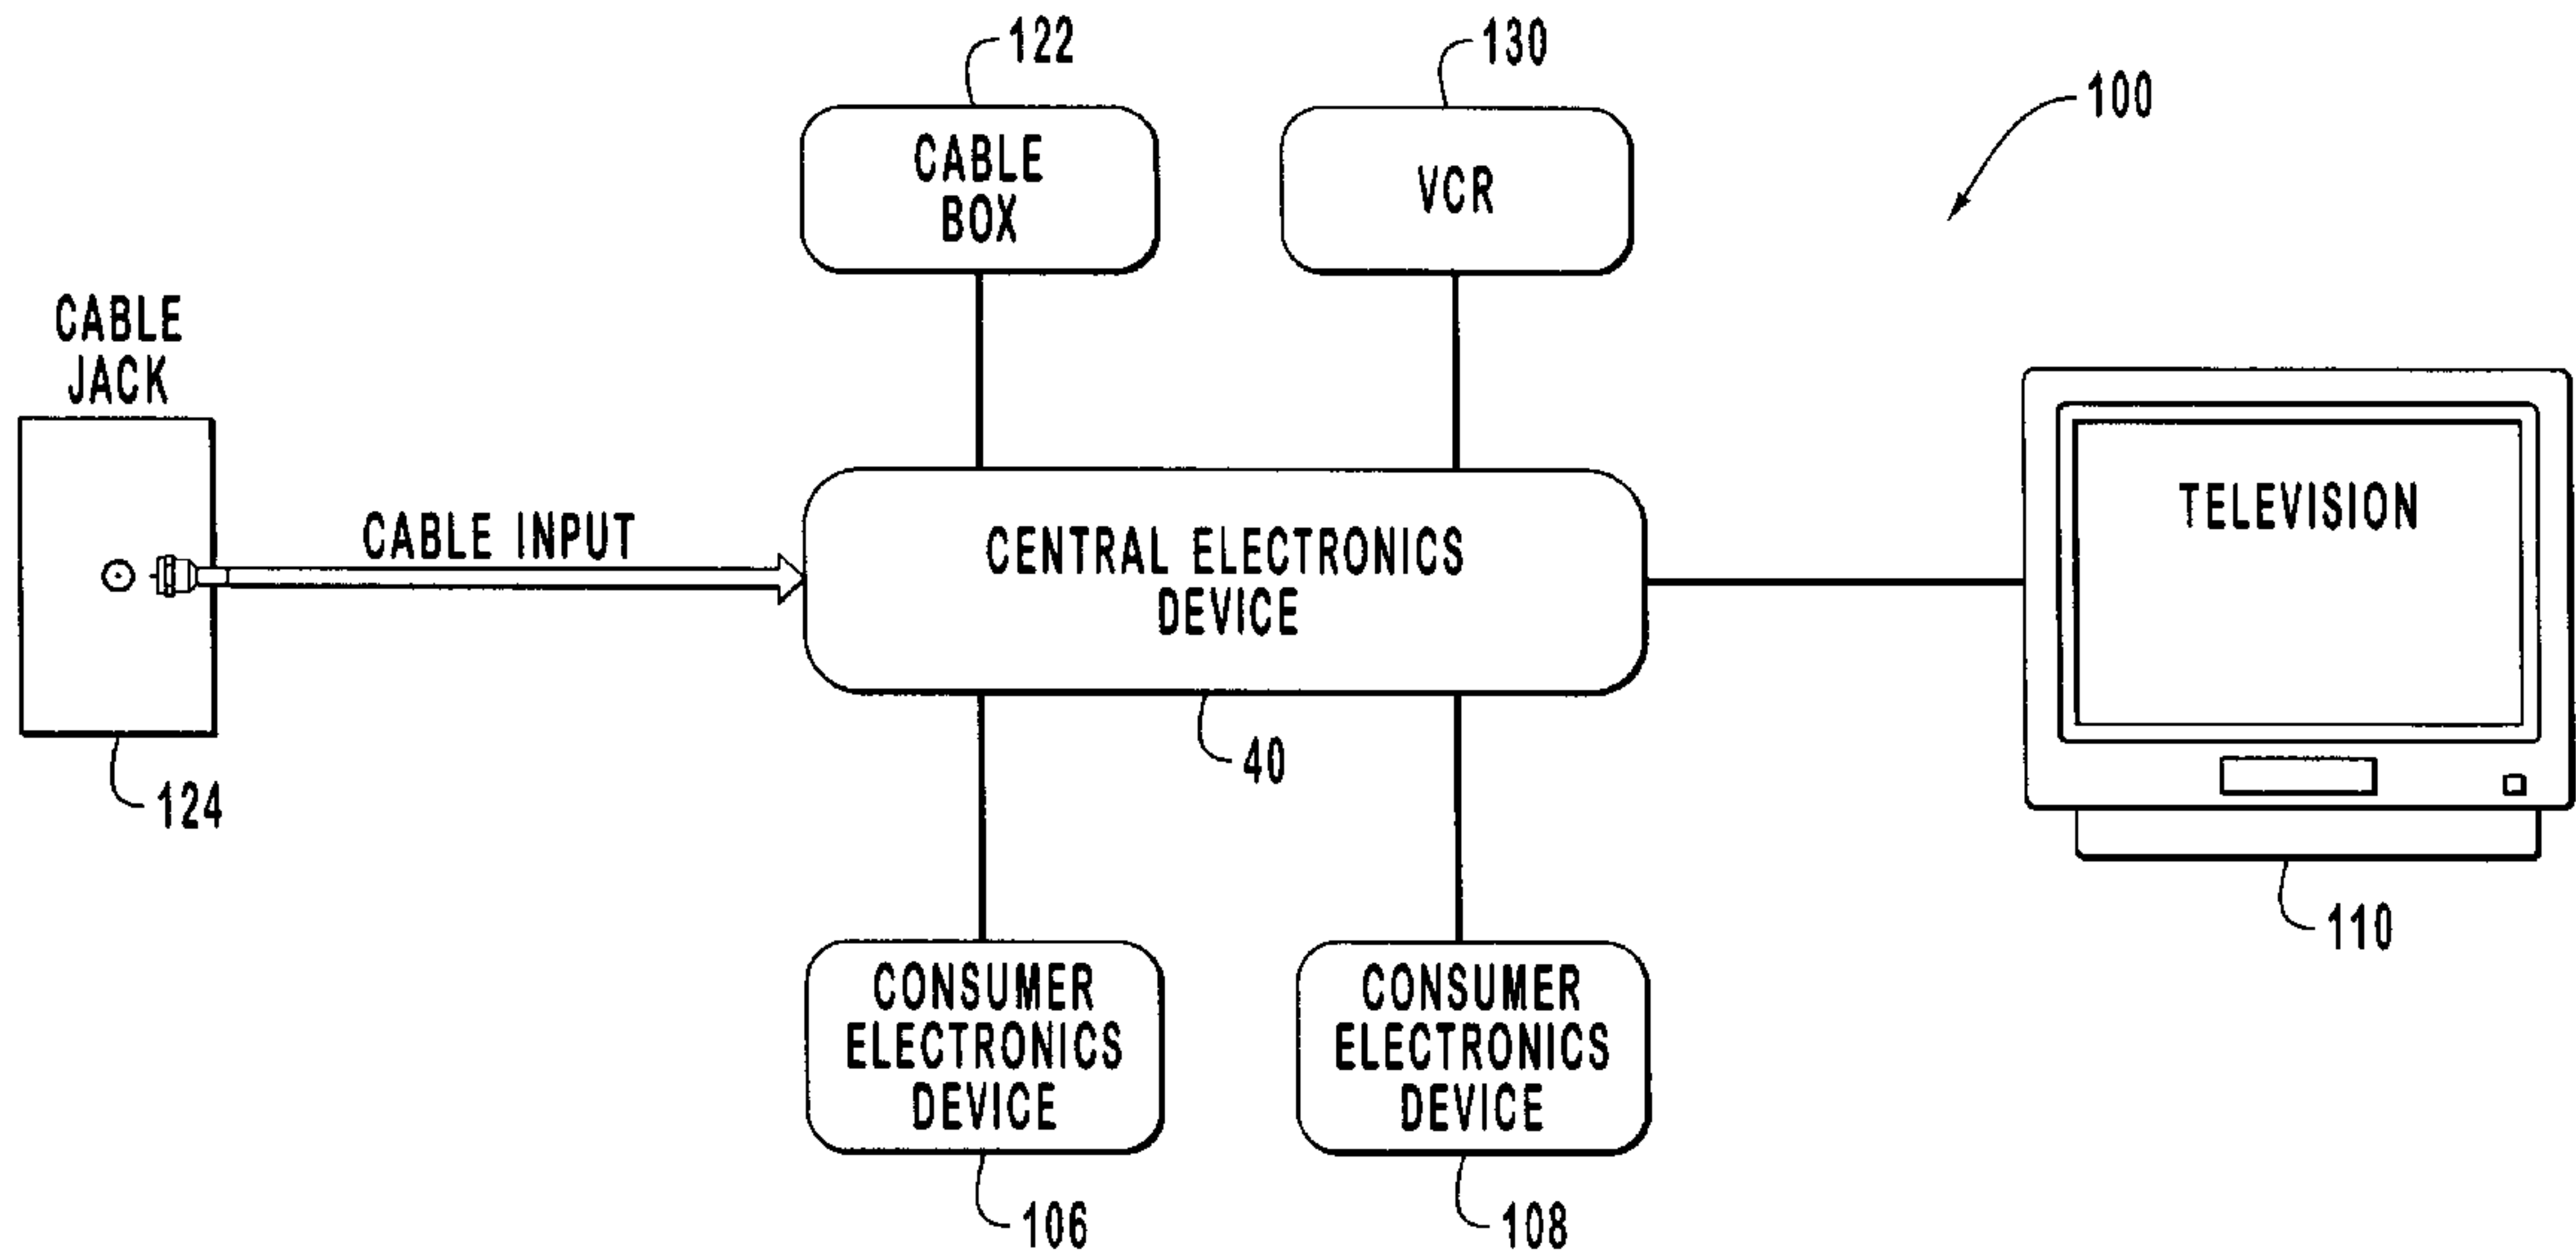 122
130
100
CABLE
BOX
VCR
CABLE
JACK
CABLE INPUT
CENTRAL ELECTRONICS
DEVICE
TELEVISION
40
124
110
CONSUMER
ELECTRONICS
DEVICE
CONSUMER
ELECTRONICS
DEVICE
106
108